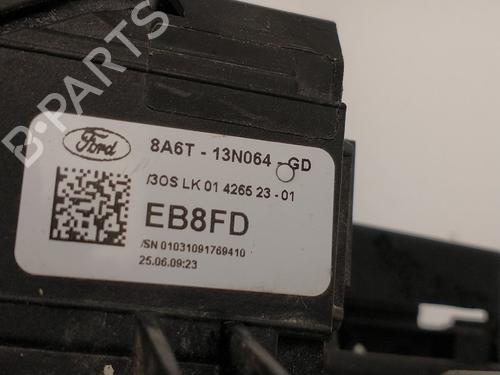 B-PARTS
Ford
8A6T - 13N064 - GD
/3OS LK 01 4265 23 - 01
EB8FD
/SN 01031091769410
25.06.09:23